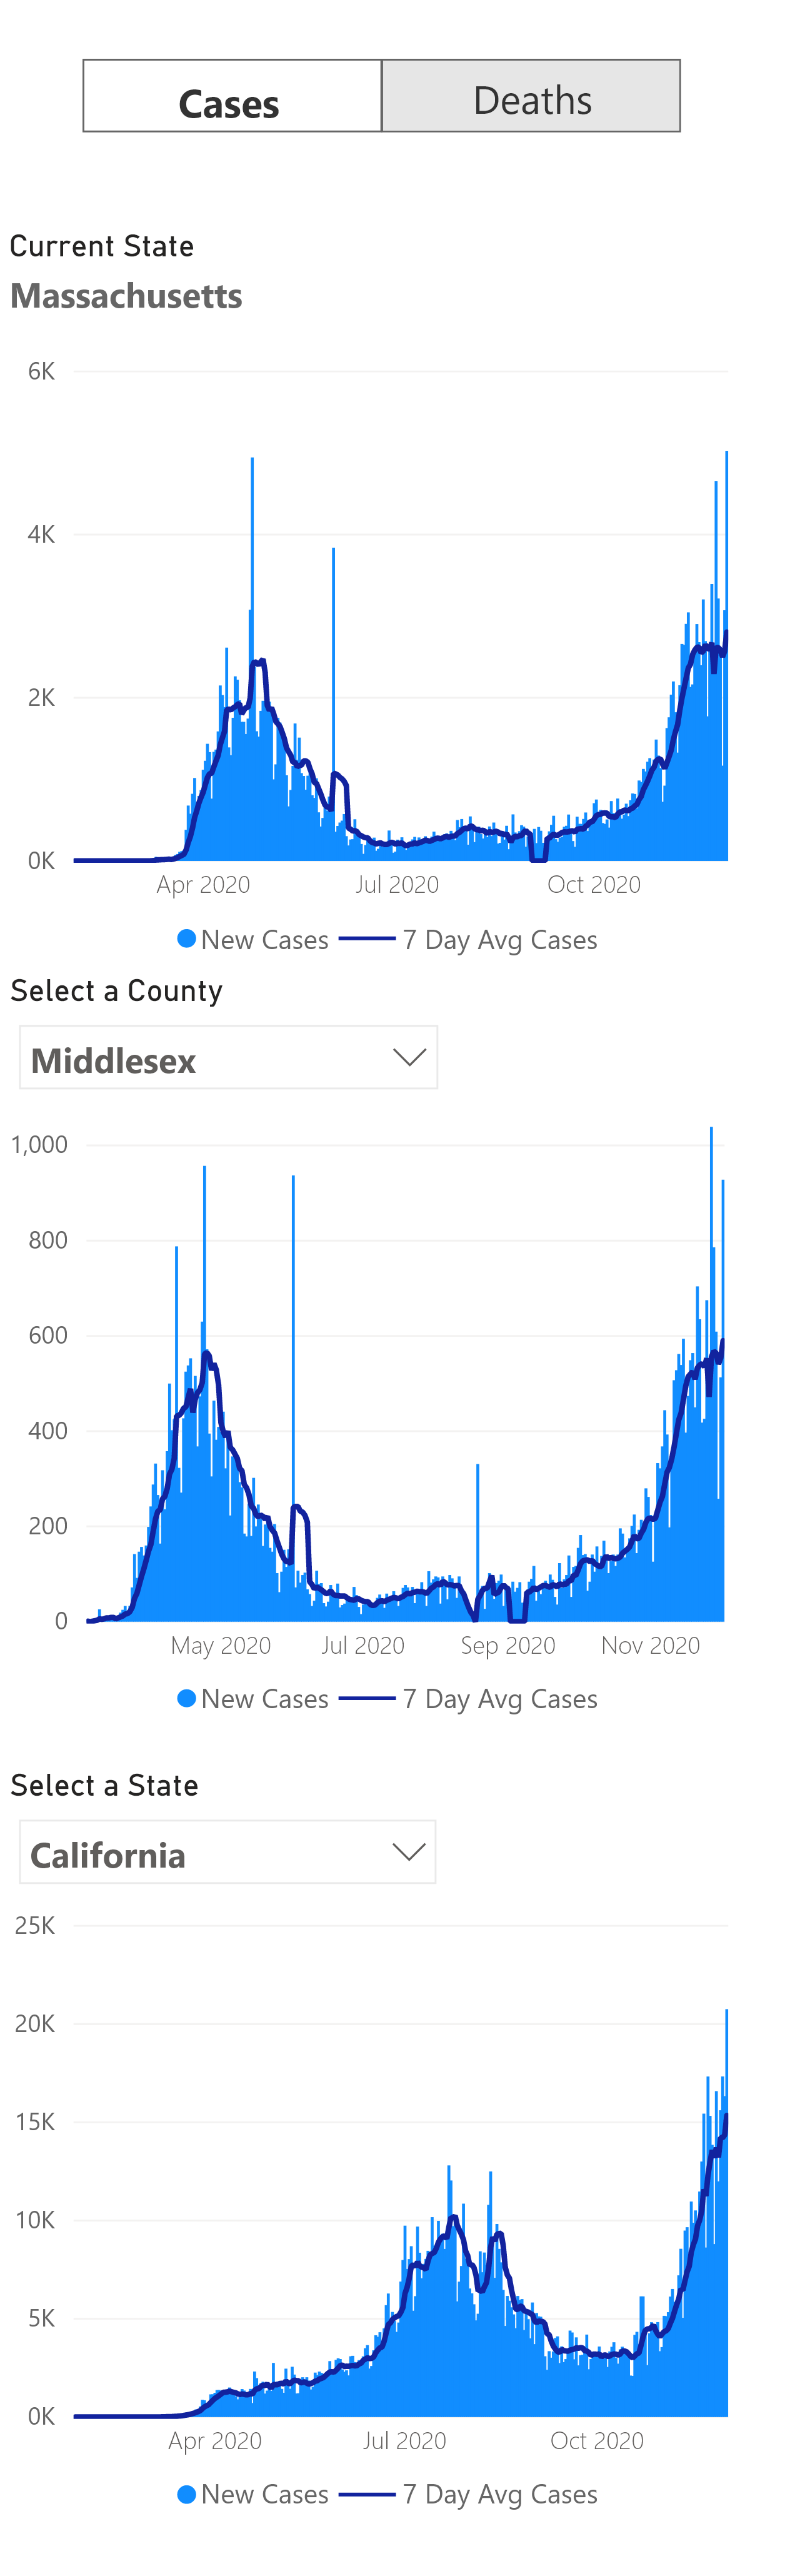 Cases Deaths
Current State
Massachusetts
6K
4K
2K
0K
Apr 2020 Jul 2020 Oct 2020
New Cases 7 Day Avg Cases
Select a County
Middlesex
1,000
800
600
400
200
0
May 2020 Jul 2020 Sep 2020 Nov 2020
New Cases 7 Day Avg Cases
Select a State
California
25K
20K
15K
10K
5K
0K
Apr 2020 Jul 2020 Oct 2020
New Cases 7 Day Avg Cases